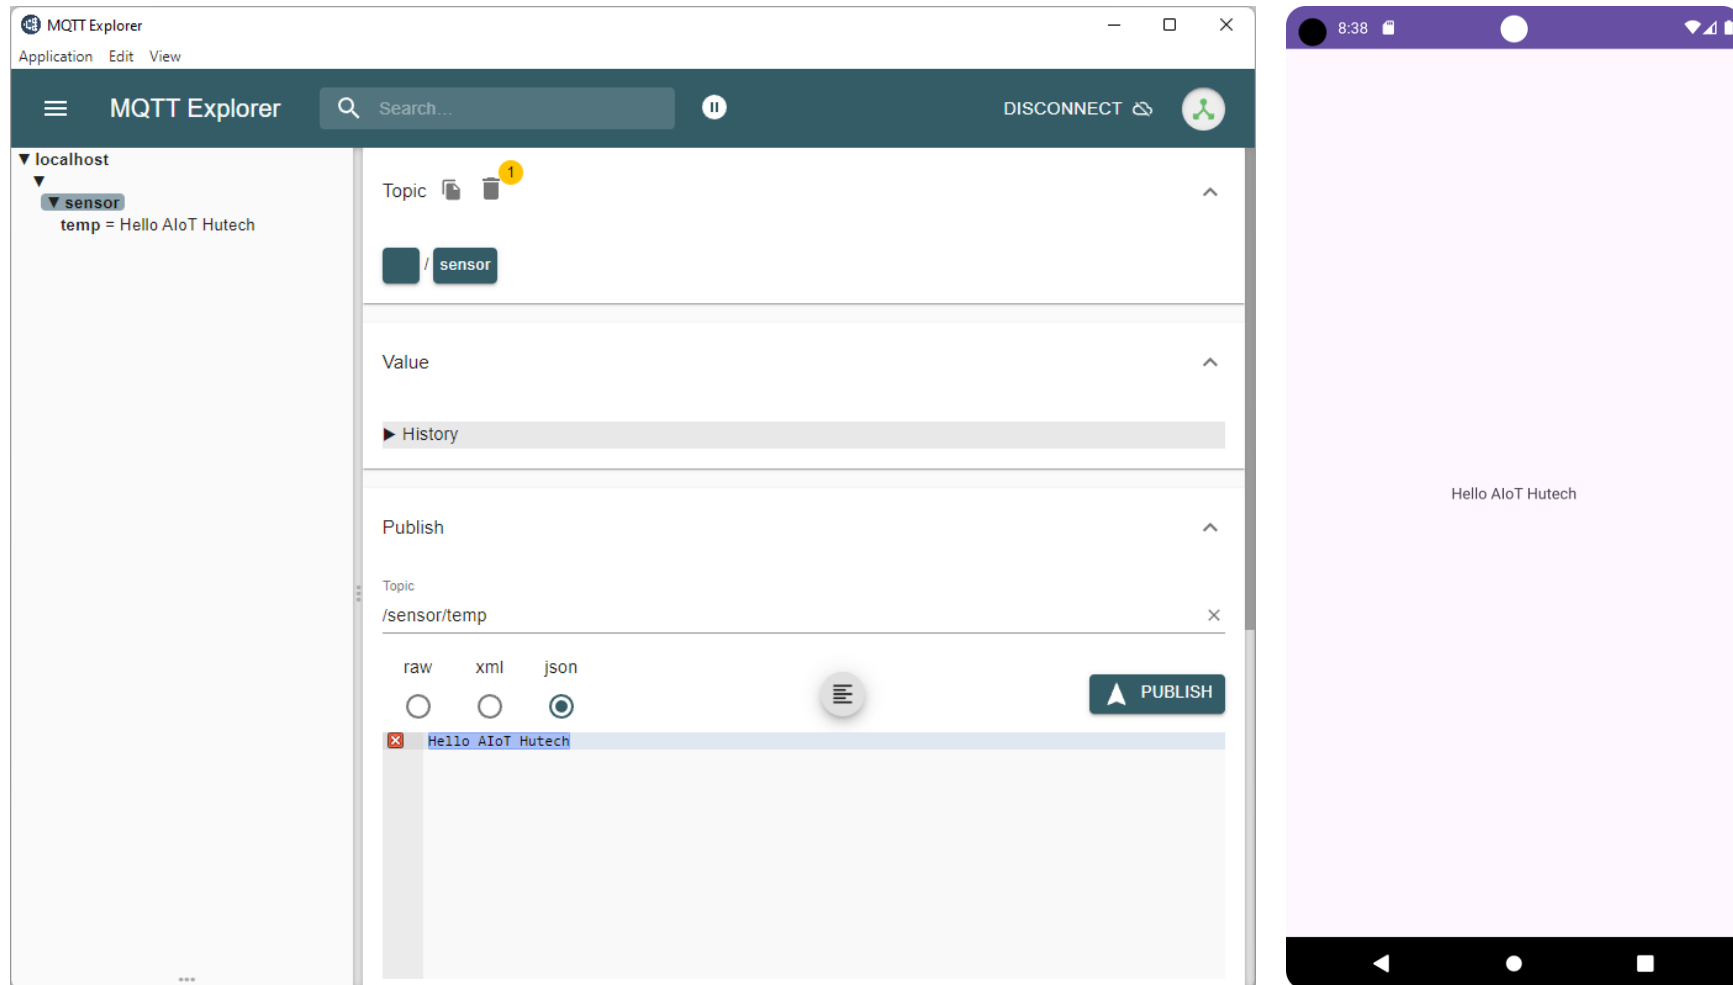 MQTT Explorer
Application Edit View
MQTT Explorer
Search...
DISCONNECT
▼ localhost
▼
▼ sensor
temp = Hello AIoT Hutech
Topic
1
/ sensor
Value
▶ History
Publish
Topic
/sensor/temp
raw xml json
PUBLISH
Hello AIoT Hutech
8:38
Hello AIoT Hutech